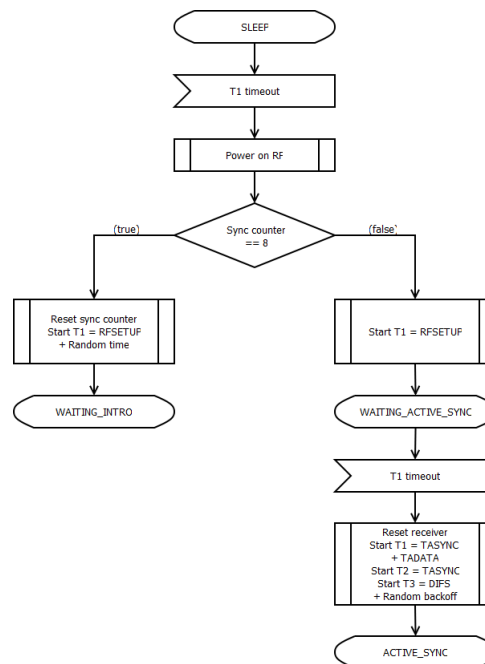 SLEEF
T1 timeout
Power on RF
Sync counter
== 8
(true)
(false)
Reset sync counter
Start T1 = RFSETUF
+ Random time
Start T1 = RFSETUF
WAITING_INTRO
WAITING_ACTIVE_SYNC
T1 timeout
Reset receiver
Start T1 = TASYNC
+ TADATA
Start T2 = TASYNC
Start T3 = DIFS
+ Random backoff
ACTIVE_SYNC